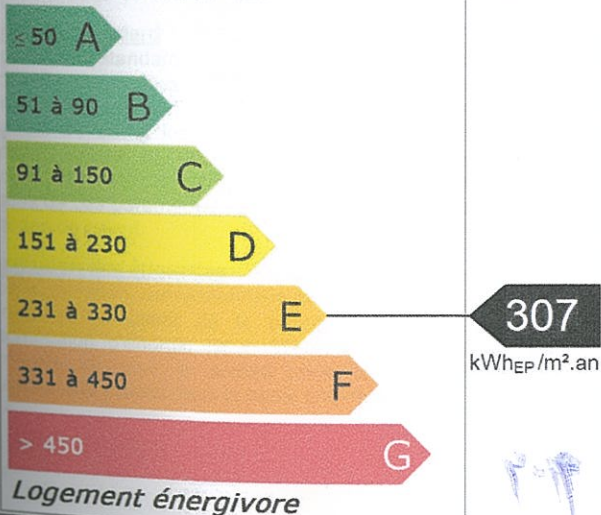 ≤ 50 A
51 à 90 B
91 à 150 C
151 à 230 D
231 à 330 E
307
kWhEP/m².an
331 à 450 F
> 450 G
Logement énergivore